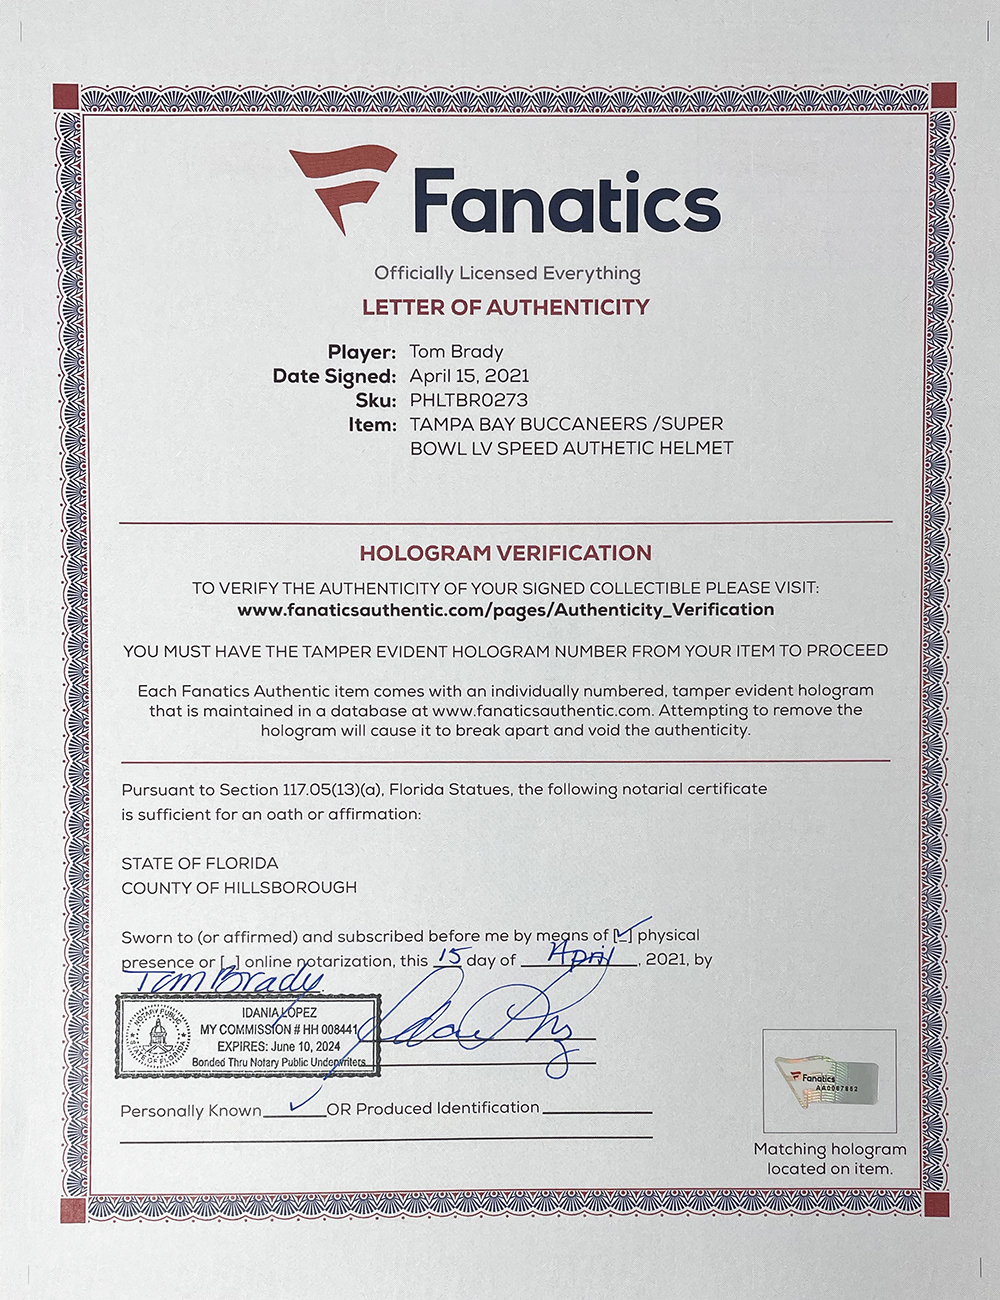 Fanatics
Officially Licensed Everything
LETTER OF AUTHENTICITY
Player: Tom Brady
Date Signed: April 15, 2021
Sku: PHLTBR0273
Item: TAMPA BAY BUCCANEERS /SUPER
BOWL LV SPEED AUTHETIC HELMET
HOLOGRAM VERIFICATION
TO VERIFY THE AUTHENTICITY OF YOUR SIGNED COLLECTIBLE PLEASE VISIT:
www.fanaticsauthentic.com/pages/Authenticity_Verification
YOU MUST HAVE THE TAMPER EVIDENT HOLOGRAM NUMBER FROM YOUR ITEM TO PROCEED
Each Fanatics Authentic item comes with an individually numbered, tamper evident hologram
that is maintained in a database at www.fanaticsauthentic.com. Attempting to remove the
hologram will cause it to break apart and void the authenticity.
Pursuant to Section 117.05(13)(a), Florida Statues, the following notarial certificate
is sufficient for an oath or affirmation:
STATE OF FLORIDA
COUNTY OF HILLSBOROUGH
Sworn to (or affirmed) and subscribed before me by means of [✓] physical
presence or [_] online notarization, this 15 day of April, 2021, by
Tom Brady.
NOTARY PUBLIC
STATE OF FLORIDA
IDANIA LOPEZ
MY COMMISSION # HH 008441
EXPIRES: June 10, 2024
Bonded Thru Notary Public Underwriters
Personally Known ✓ OR Produced Identification
Fanatics
AA0067852
Matching hologram
located on item.